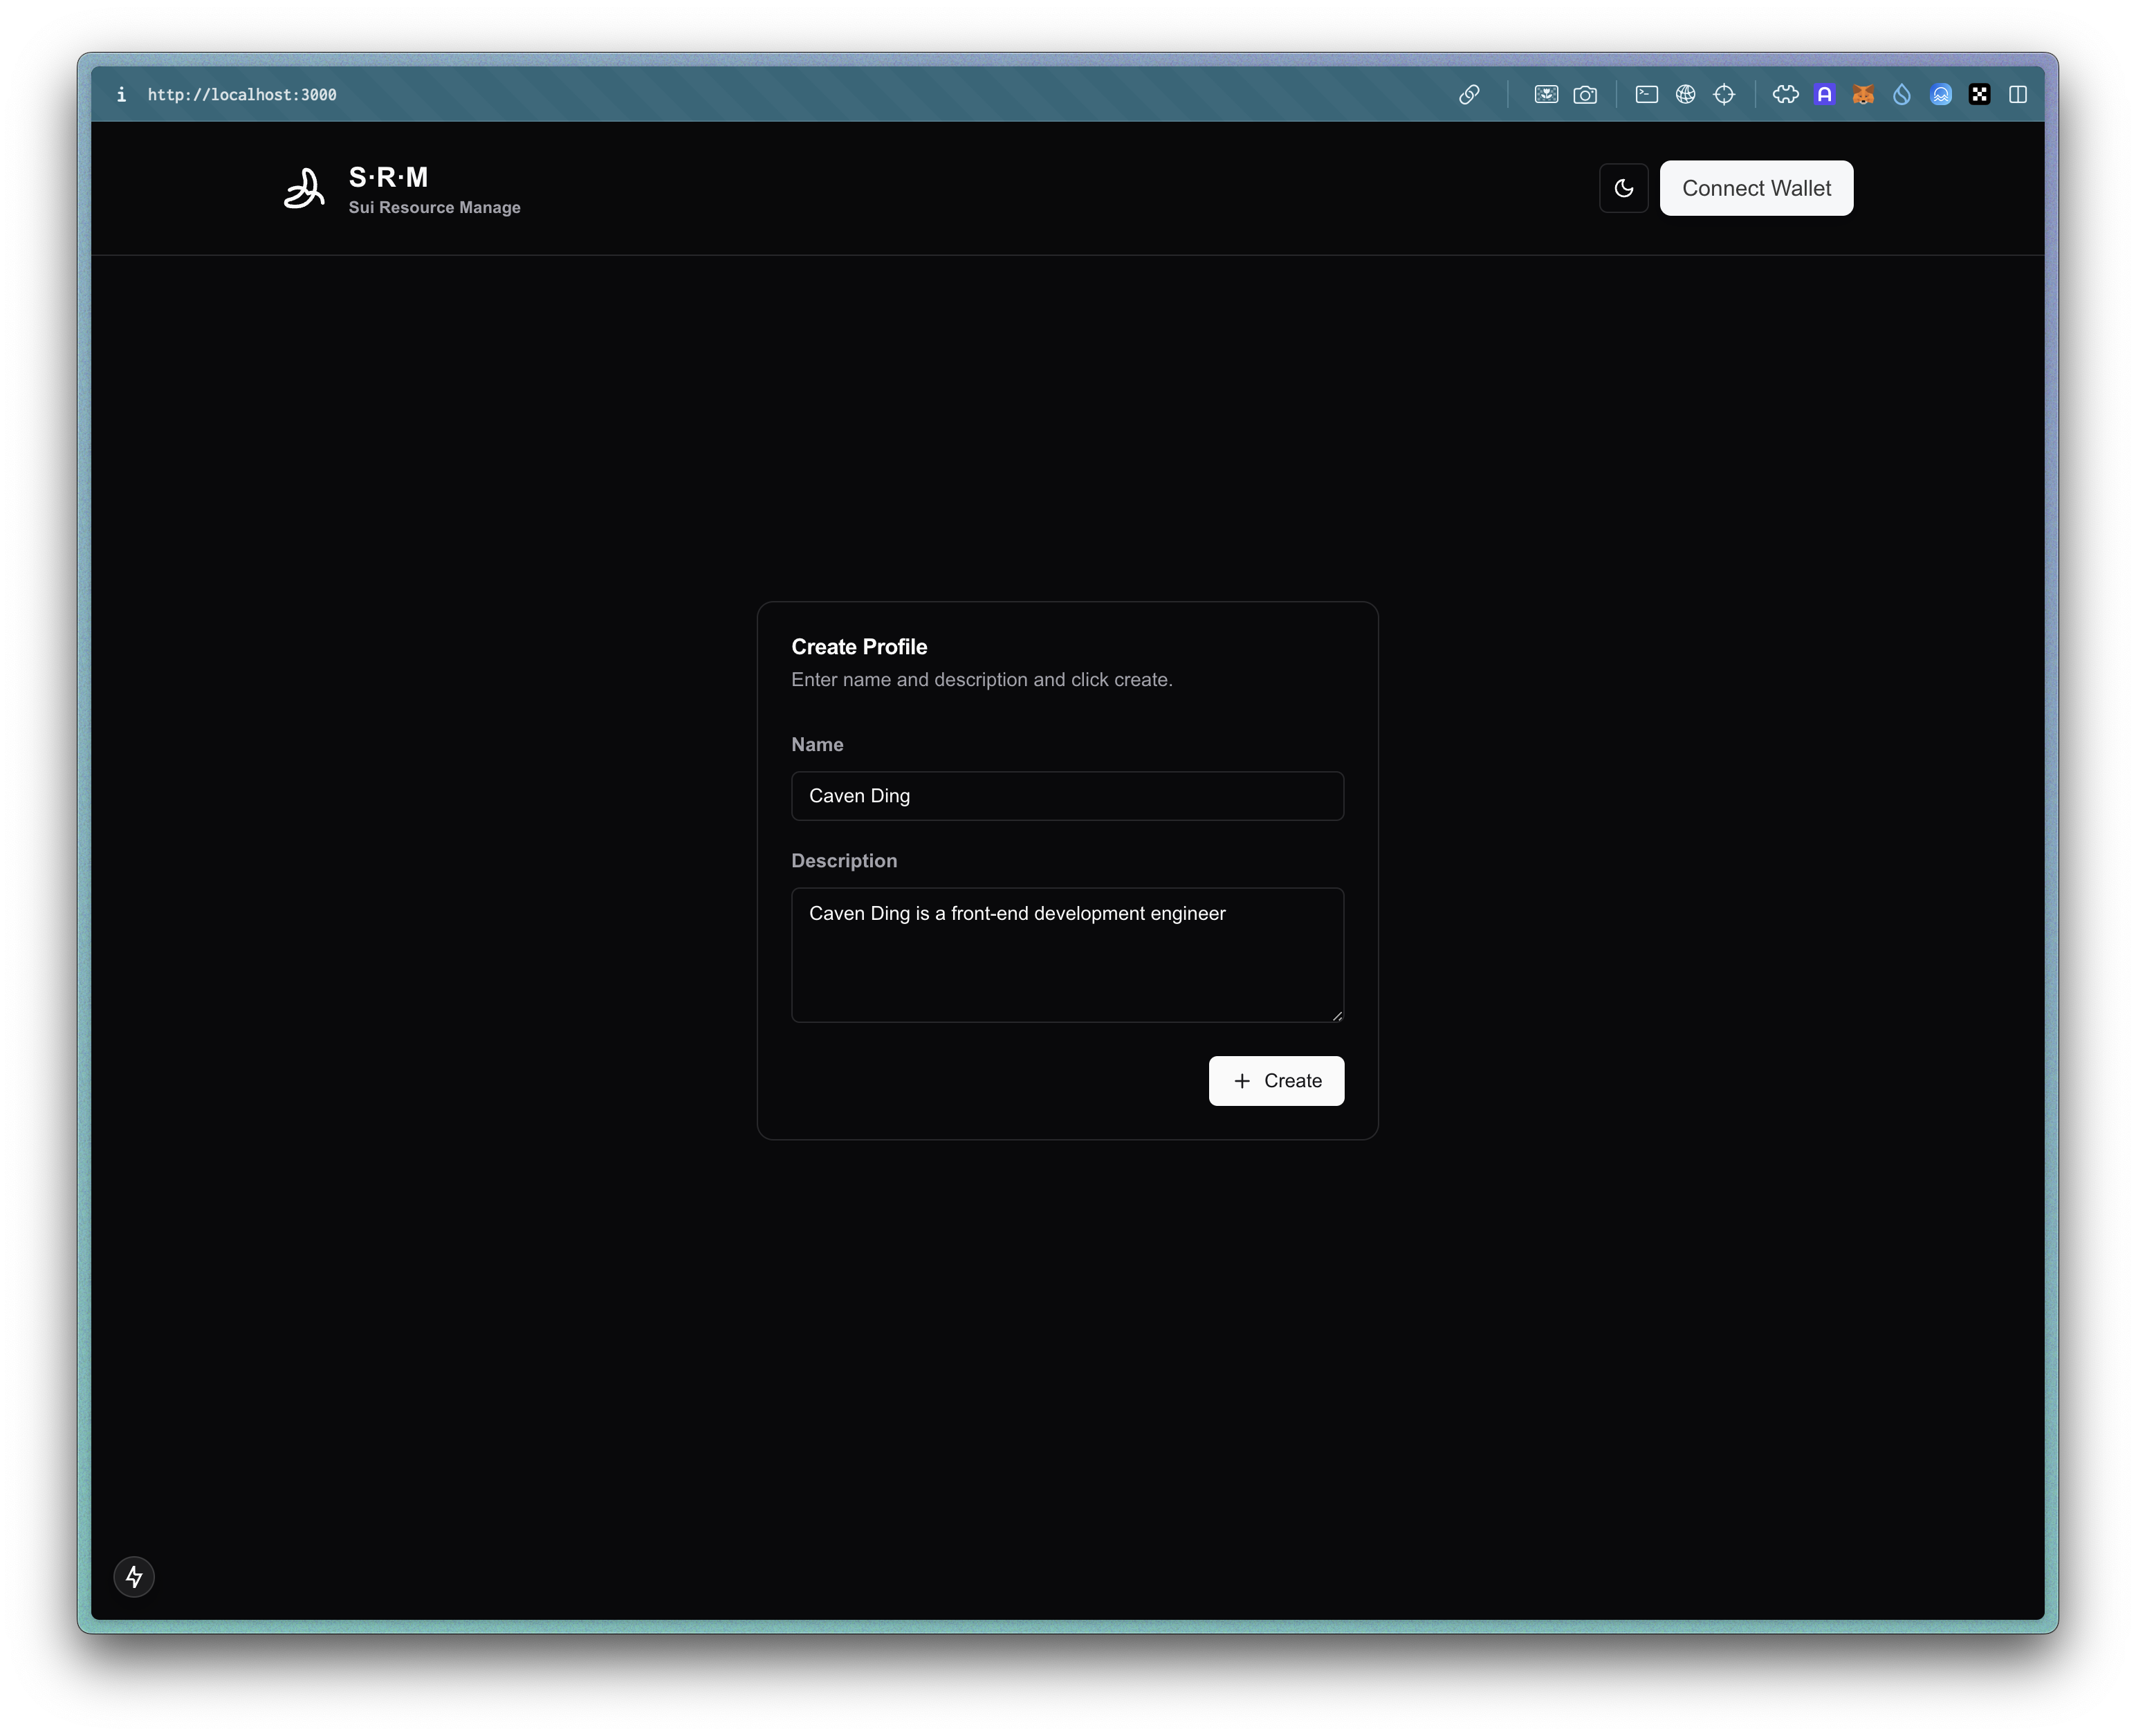 http://localhost:3000
S·R·M
Sui Resource Manage
Connect Wallet
Create Profile
Enter name and description and click create.
Name
Caven Ding
Description
Caven Ding is a front-end development engineer
Create